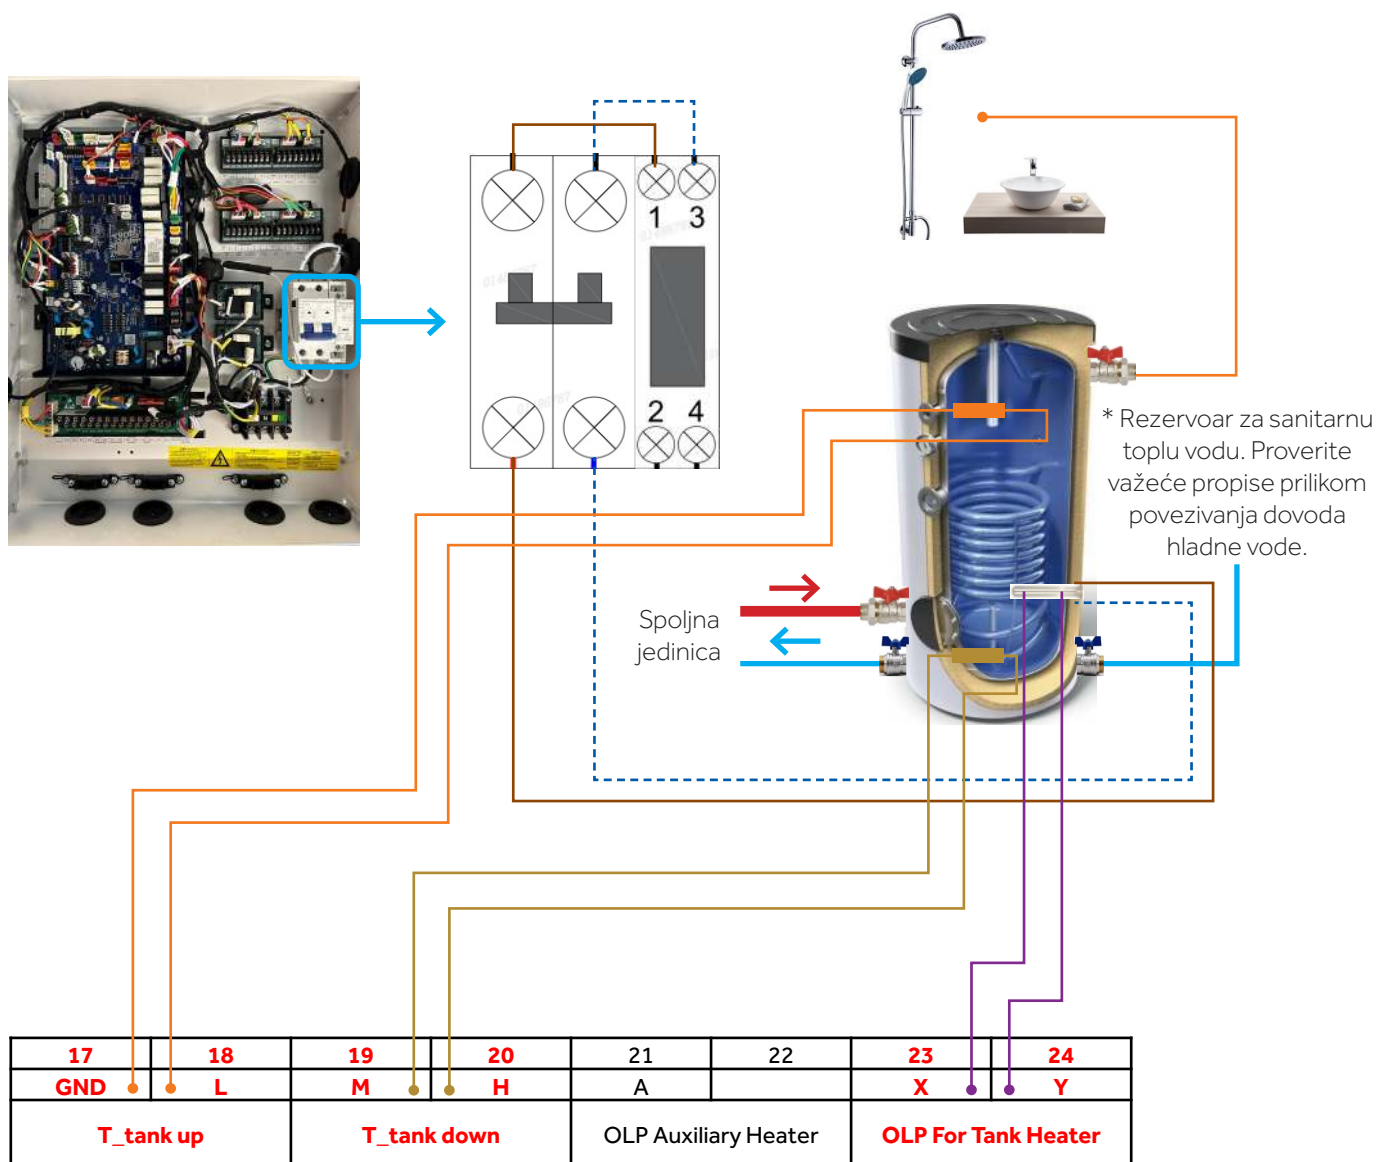 1 3
2 4
* Rezervoar za sanitarnu
toplu vodu. Proverite
važeće propise prilikom
povezivanja dovoda
hladne vode.
Spoljna
jedinica
17 18 19 20 21 22 23 24
GND L M H A X Y
T_tank up T_tank down OLP Auxiliary Heater OLP For Tank Heater